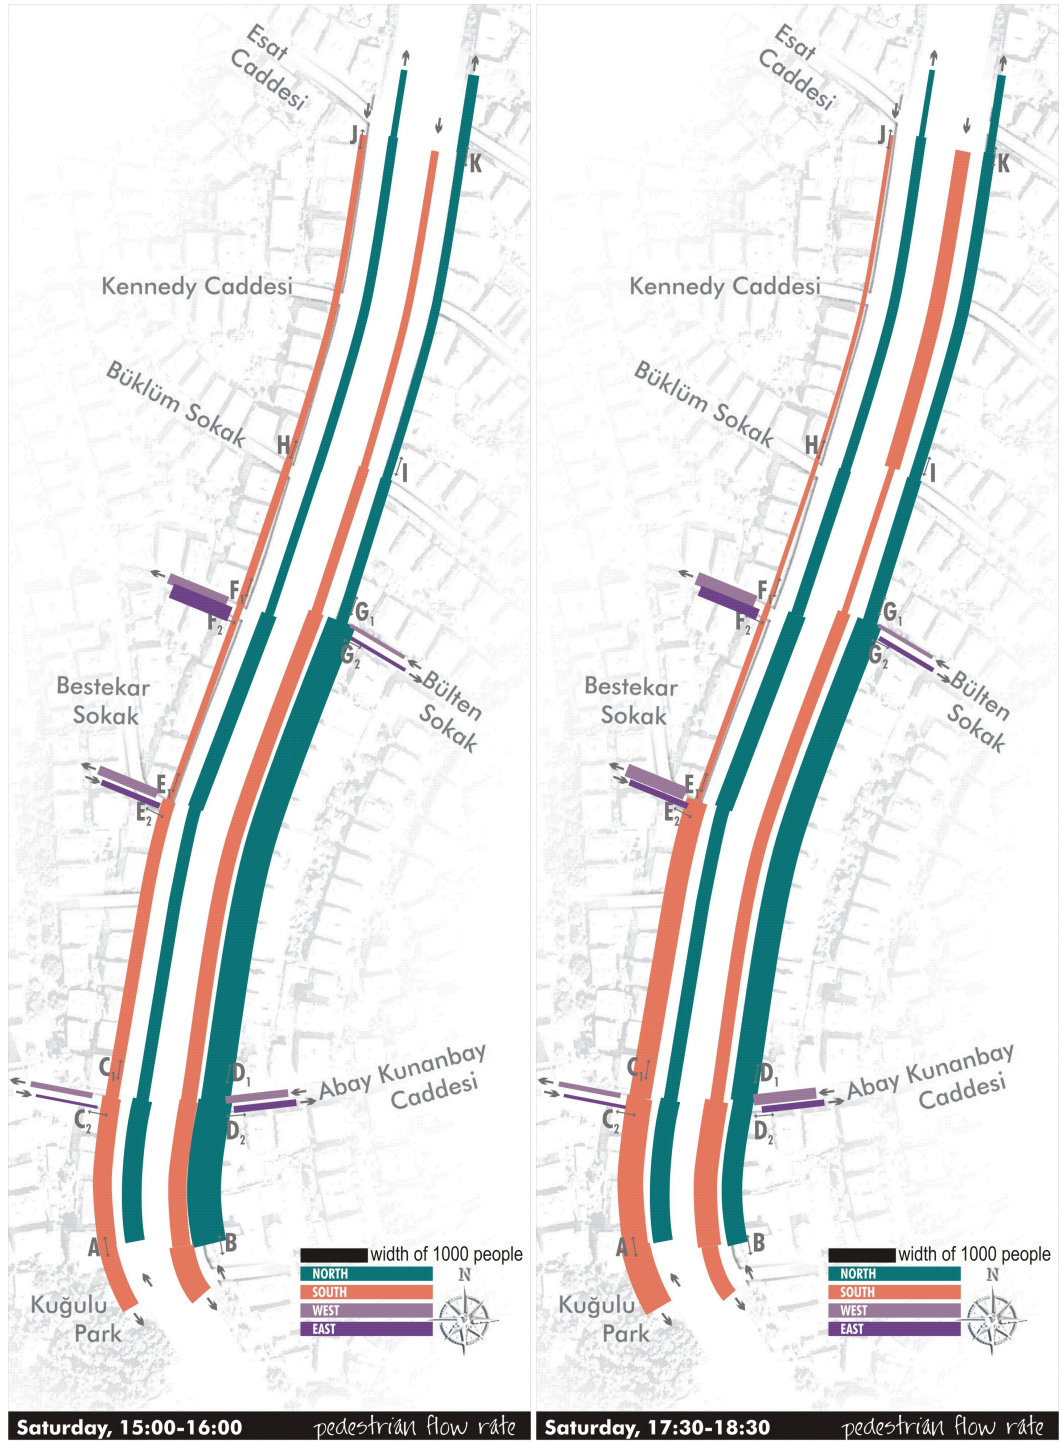 Esat
Caddesi
J
K
Kennedy Caddesi
Büklüm Sokak
H
I
F1
F2
G1
G2
Bülten
Sokak
Bestekar
Sokak
E1
E2
C1
C2
D1
D2
Abay Kunanbay
Caddesi
A
B
Kuğulu
Park
width of 1000 people
NORTH
SOUTH
WEST
EAST
N
Saturday, 15:00-16:00
pedestrian flow rate
Esat
Caddesi
J
K
Kennedy Caddesi
Büklüm Sokak
H
I
F1
F2
G1
G2
Bülten
Sokak
Bestekar
Sokak
E1
E2
C1
C2
D1
D2
Abay Kunanbay
Caddesi
A
B
Kuğulu
Park
width of 1000 people
NORTH
SOUTH
WEST
EAST
N
Saturday, 17:30-18:30
pedestrian flow rate